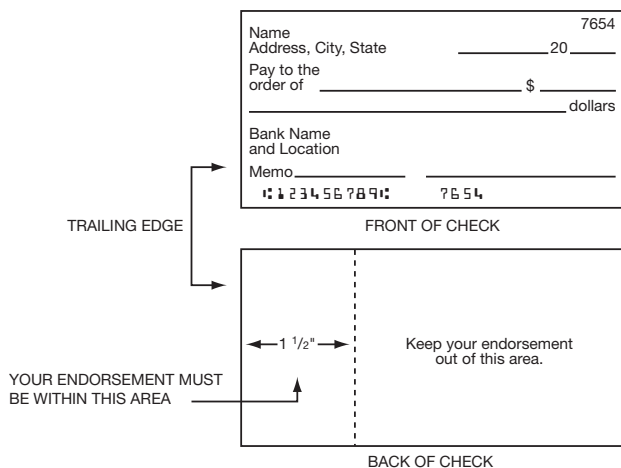 7654
Name
Address, City, State
20
Pay to the
order of $
dollars
Bank Name
and Location
Memo
⑆123456789⑆ 7654
FRONT OF CHECK
TRAILING EDGE
1 1/2"
Keep your endorsement
out of this area.
YOUR ENDORSEMENT MUST
BE WITHIN THIS AREA
BACK OF CHECK